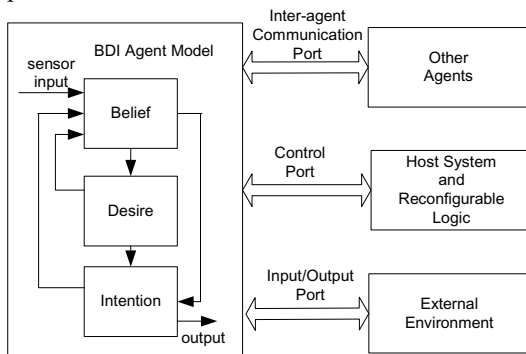 BDI Agent Model
sensor
input
Belief
Desire
Intention
output
Inter-agent
Communication
Port
Other
Agents
Control
Port
Host System
and
Reconfigurable
Logic
Input/Output
Port
External
Environment